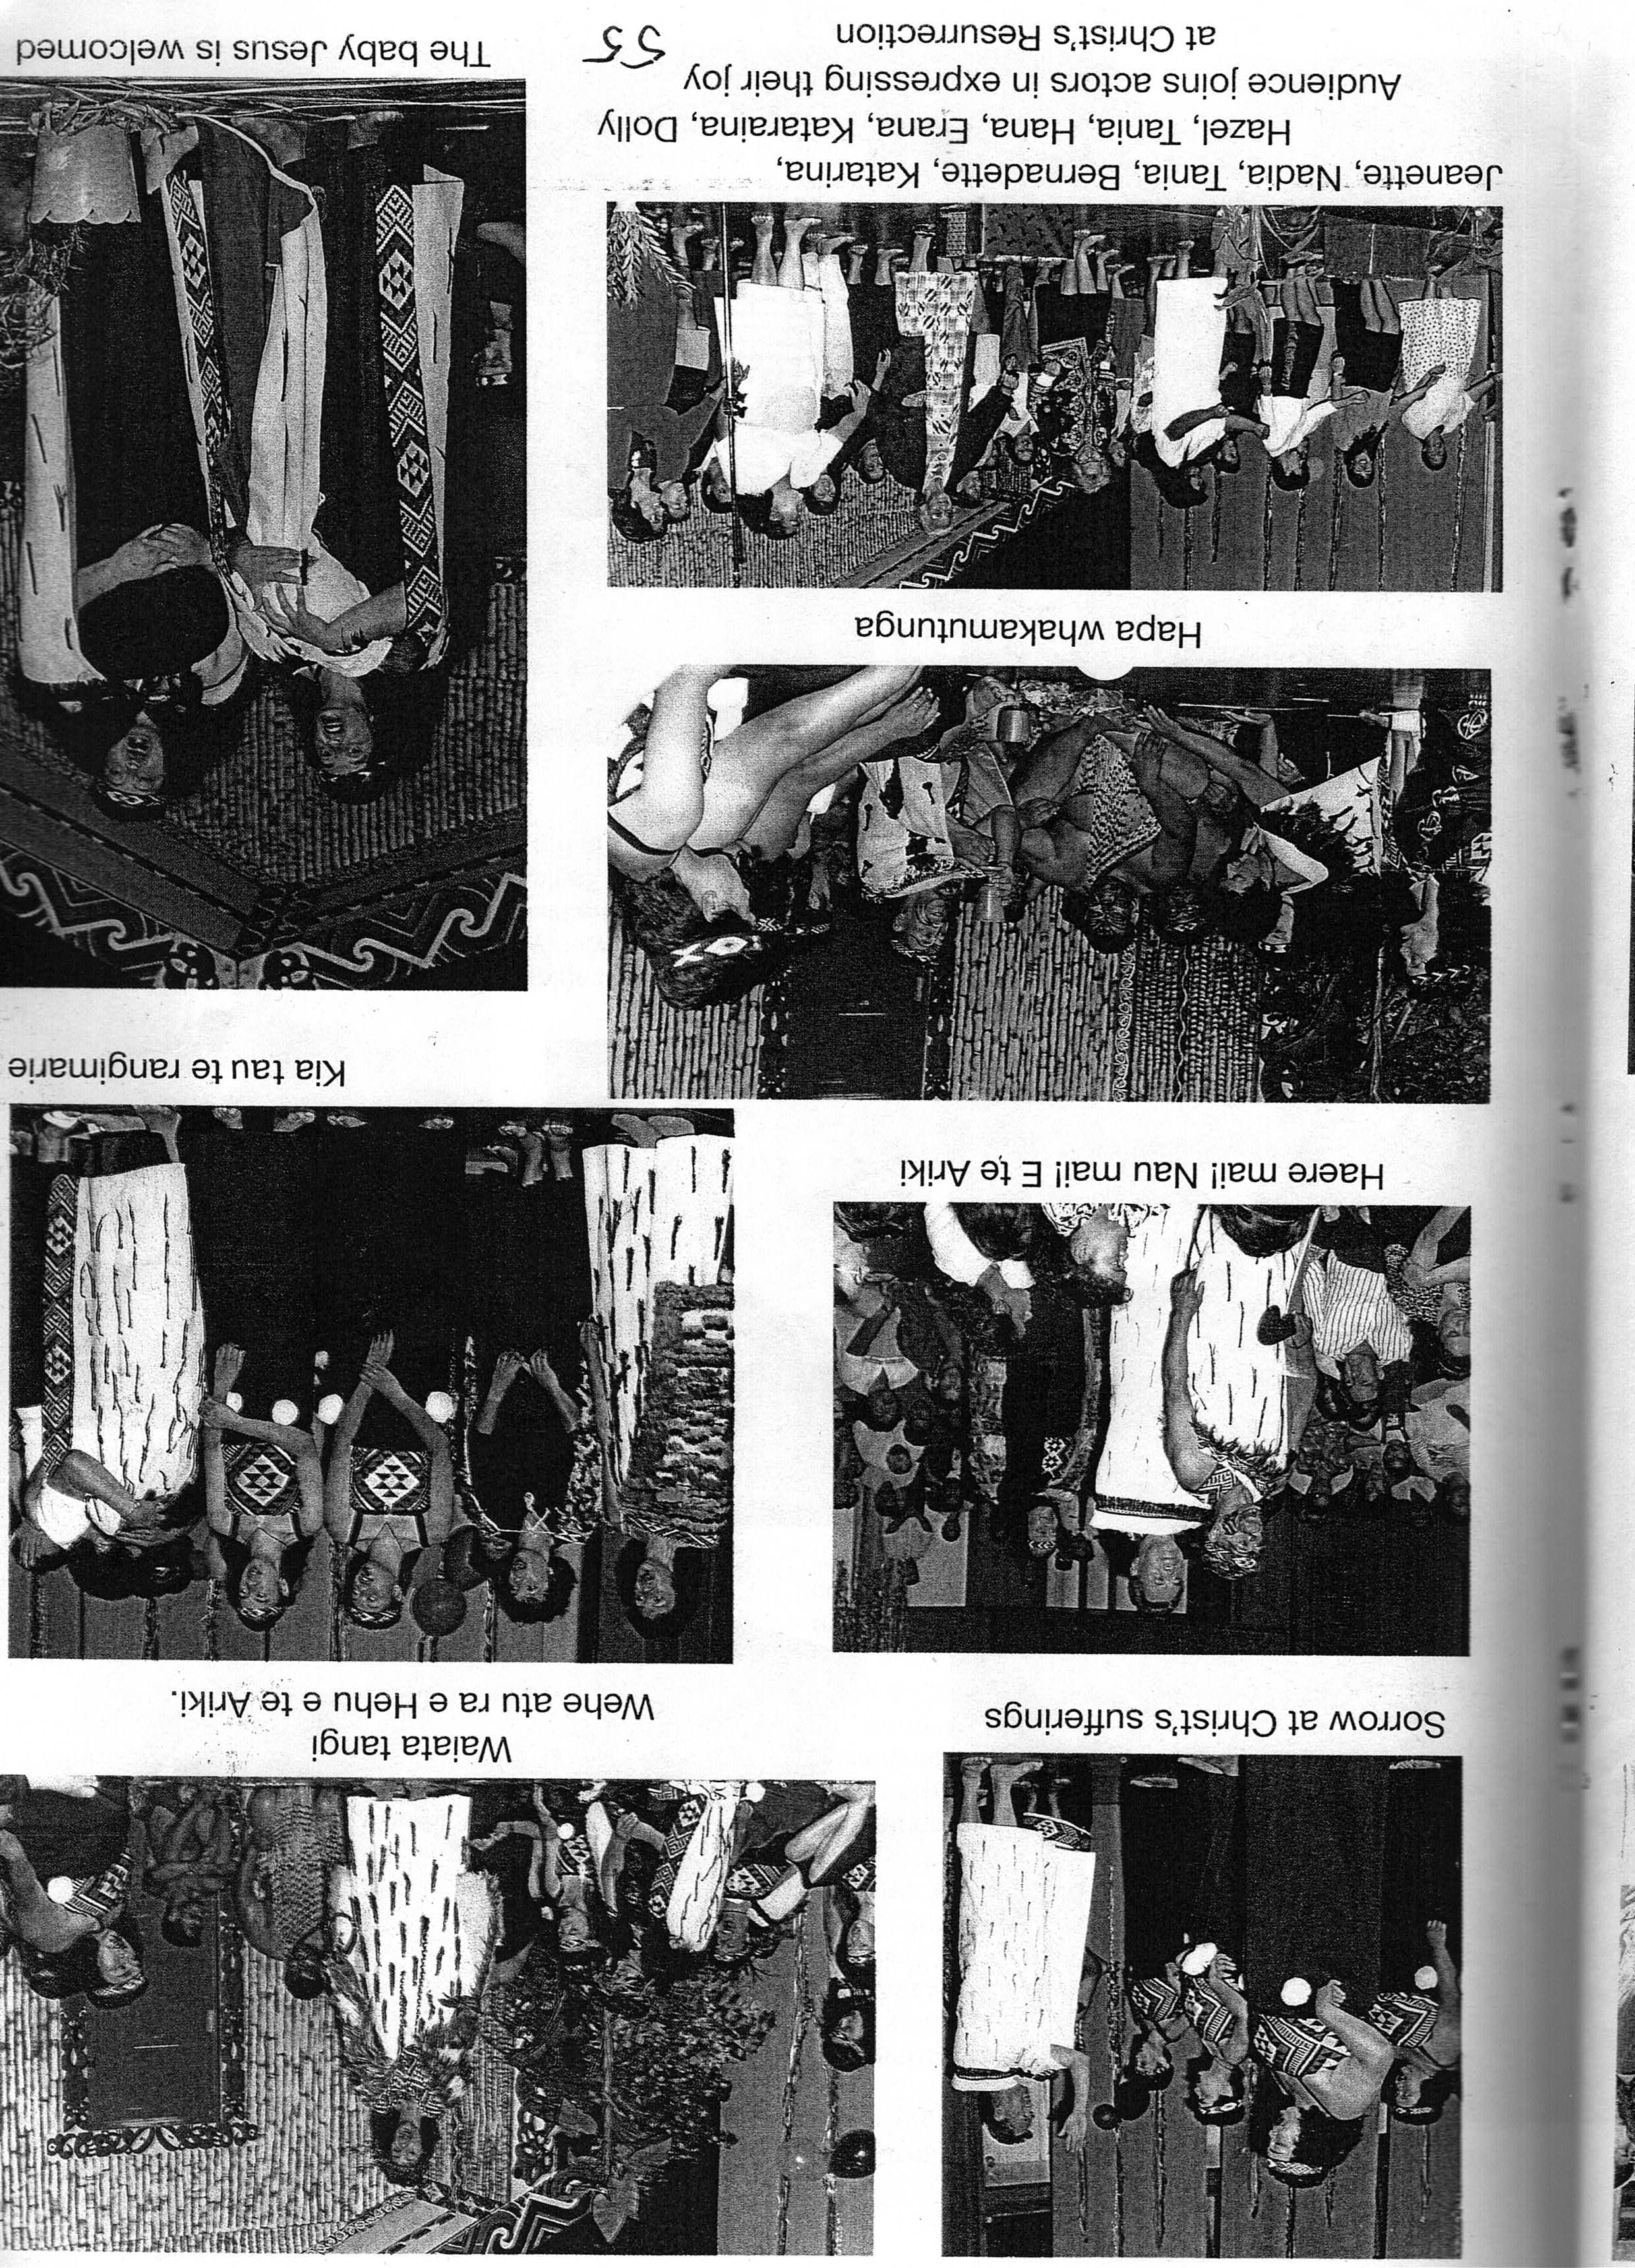 Sorrow at Christ's sufferings
Waiata tangi
Wehe atu ra e Hehu e te Ariki.
Haere mai! Nau mai! E te Ariki
Kia tau te rangimarie
Hapa whakamutunga
Jeanette, Nadia, Tania, Bernadette, Katarina,
Hazel, Tania, Hana, Erana, Kataraina, Dolly
Audience joins actors in expressing their joy
at Christ's Resurrection
The baby Jesus is welcomed
55